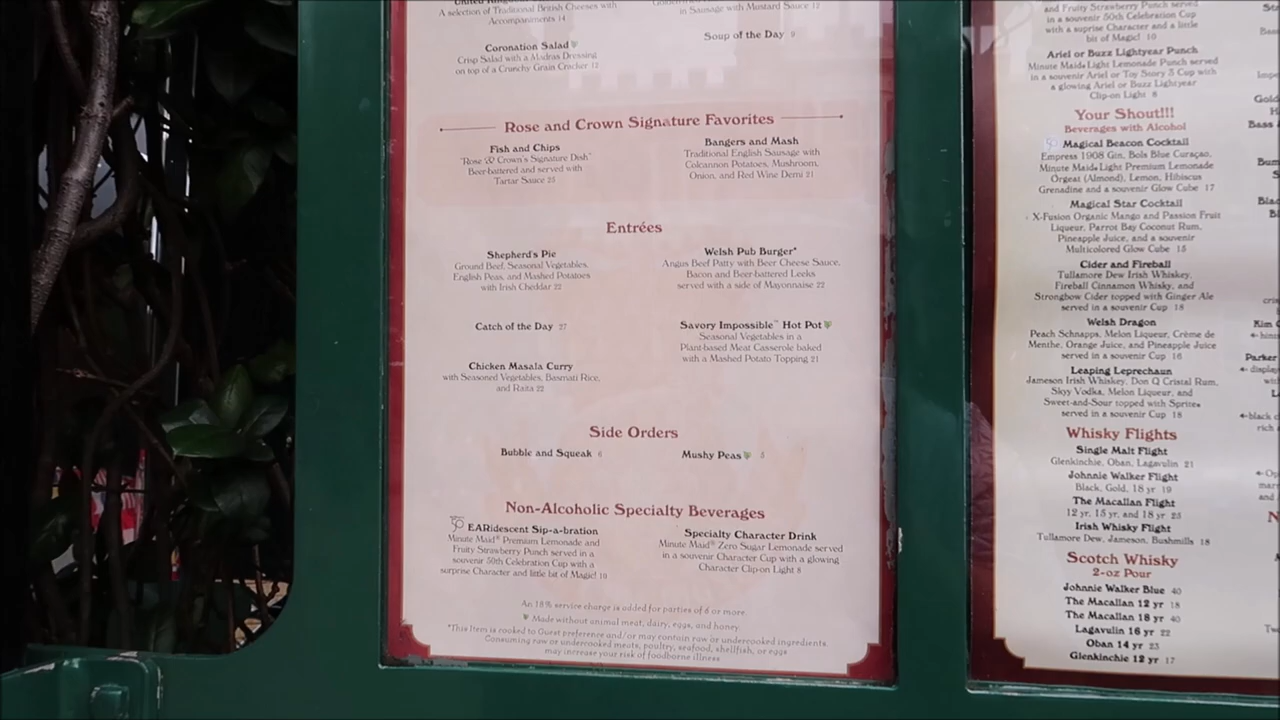 A selection of Traditional British Cheeses with
Accompaniments 14
Coronation Salad
Crisp Salad with a Madras Dressing
on top of a Crunchy Grain Cracker 12
in Sausage with Mustard Sauce 12
Soup of the Day 9
Rose and Crown Signature Favorites
Fish and Chips
"Rose & Crown's Signature Dish"
Beer-battered and served with
Tartar Sauce 25
Bangers and Mash
Traditional English Sausage with
Colcannon Potatoes, Mushroom,
Onion, and Red Wine Demi 21
Entrées
Shepherd's Pie
Ground Beef, Seasonal Vegetables,
English Peas, and Mashed Potatoes
with Irish Cheddar 22
Welsh Pub Burger*
Angus Beef Patty with Beer Cheese Sauce,
Bacon and Beer-battered Leeks
served with a side of Mayonnaise 22
Catch of the Day 27
Savory Impossible™ Hot Pot
Seasonal Vegetables in a
Plant-based Meat Casserole baked
with a Mashed Potato Topping 21
Chicken Masala Curry
with Seasoned Vegetables, Basmati Rice,
and Raita 22
Side Orders
Bubble and Squeak 6
Mushy Peas 5
Non-Alcoholic Specialty Beverages
EARidescent Sip-a-bration
Minute Maid® Premium Lemonade and
Fruity Strawberry Punch served in a
souvenir 50th Celebration Cup with a
surprise Character and little bit of Magic! 10
Specialty Character Drink
Minute Maid® Zero Sugar Lemonade served
in a souvenir Character Cup with a glowing
Character Clip-on Light 8
An 18% service charge is added for parties of 6 or more.
Made without animal meat, dairy, eggs, and honey.
*This Item is cooked to Guest preference and/or may contain raw or undercooked ingredients.
Consuming raw or undercooked meats, poultry, seafood, shellfish, or eggs
may increase your risk of foodborne illness
and Fruity Strawberry Punch served
in a souvenir 50th Celebration Cup
with a suprise Character and a little
bit of Magic! 10
Ariel or Buzz Lightyear Punch
Minute Maid® Light Lemonade Punch served
in a souvenir Ariel or Toy Story 3 Cup with
a glowing Ariel or Buzz Lightyear
Clip-on Light 8
Your Shout!!!
Beverages with Alcohol
Magical Beacon Cocktail
Empress 1908 Gin, Bols Blue Curaçao,
Minute Maid® Light Premium Lemonade
Orgeat (Almond), Lemon, Hibiscus
Grenadine and a souvenir Glow Cube 17
Magical Star Cocktail
X-Fusion Organic Mango and Passion Fruit
Liqueur, Parrot Bay Coconut Rum,
Pineapple Juice, and a souvenir
Multicolored Glow Cube 15
Cider and Fireball
Tullamore Dew Irish Whiskey,
Fireball Cinnamon Whisky, and
Strongbow Cider topped with Ginger Ale
served in a Cup 18
Welsh Dragon
Peach Schnapps, Melon Liqueur, Crème de
Menthe, Orange Juice, and Pineapple Juice
served in a souvenir Cup 16
Leaping Leprechaun
Jameson Irish Whiskey, Don Q Cristal Rum,
Skyy Vodka, Melon Liqueur, and
Sweet-and-Sour topped with Sprite®
served in a souvenir Cup 18
Whisky Flights
Single Malt Flight
Glenkinchie, Oban, Lagavulin 21
Johnnie Walker Flight
Black, Gold, 18 yr 19
The Macallan Flight
12 yr, 15 yr, and 18 yr 25
Irish Whisky Flight
Tullamore Dew, Jameson, Bushmills 18
Scotch Whisky
2-oz Pour
Johnnie Walker Blue 40
The Macallan 12 yr 18
The Macallan 18 yr 40
Lagavulin 16 yr 22
Oban 14 yr 23
Glenkinchie 12 yr 17